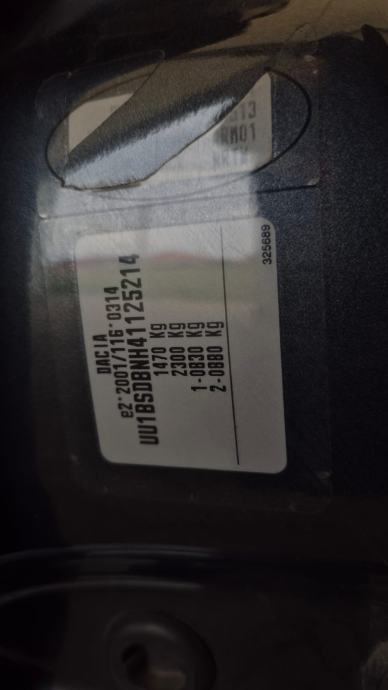 DACIA
e2*2001/116*0314
UU1BSDBNH41125214
1470 Kg
2300 Kg
1-0830 Kg
2-0880 Kg
325689